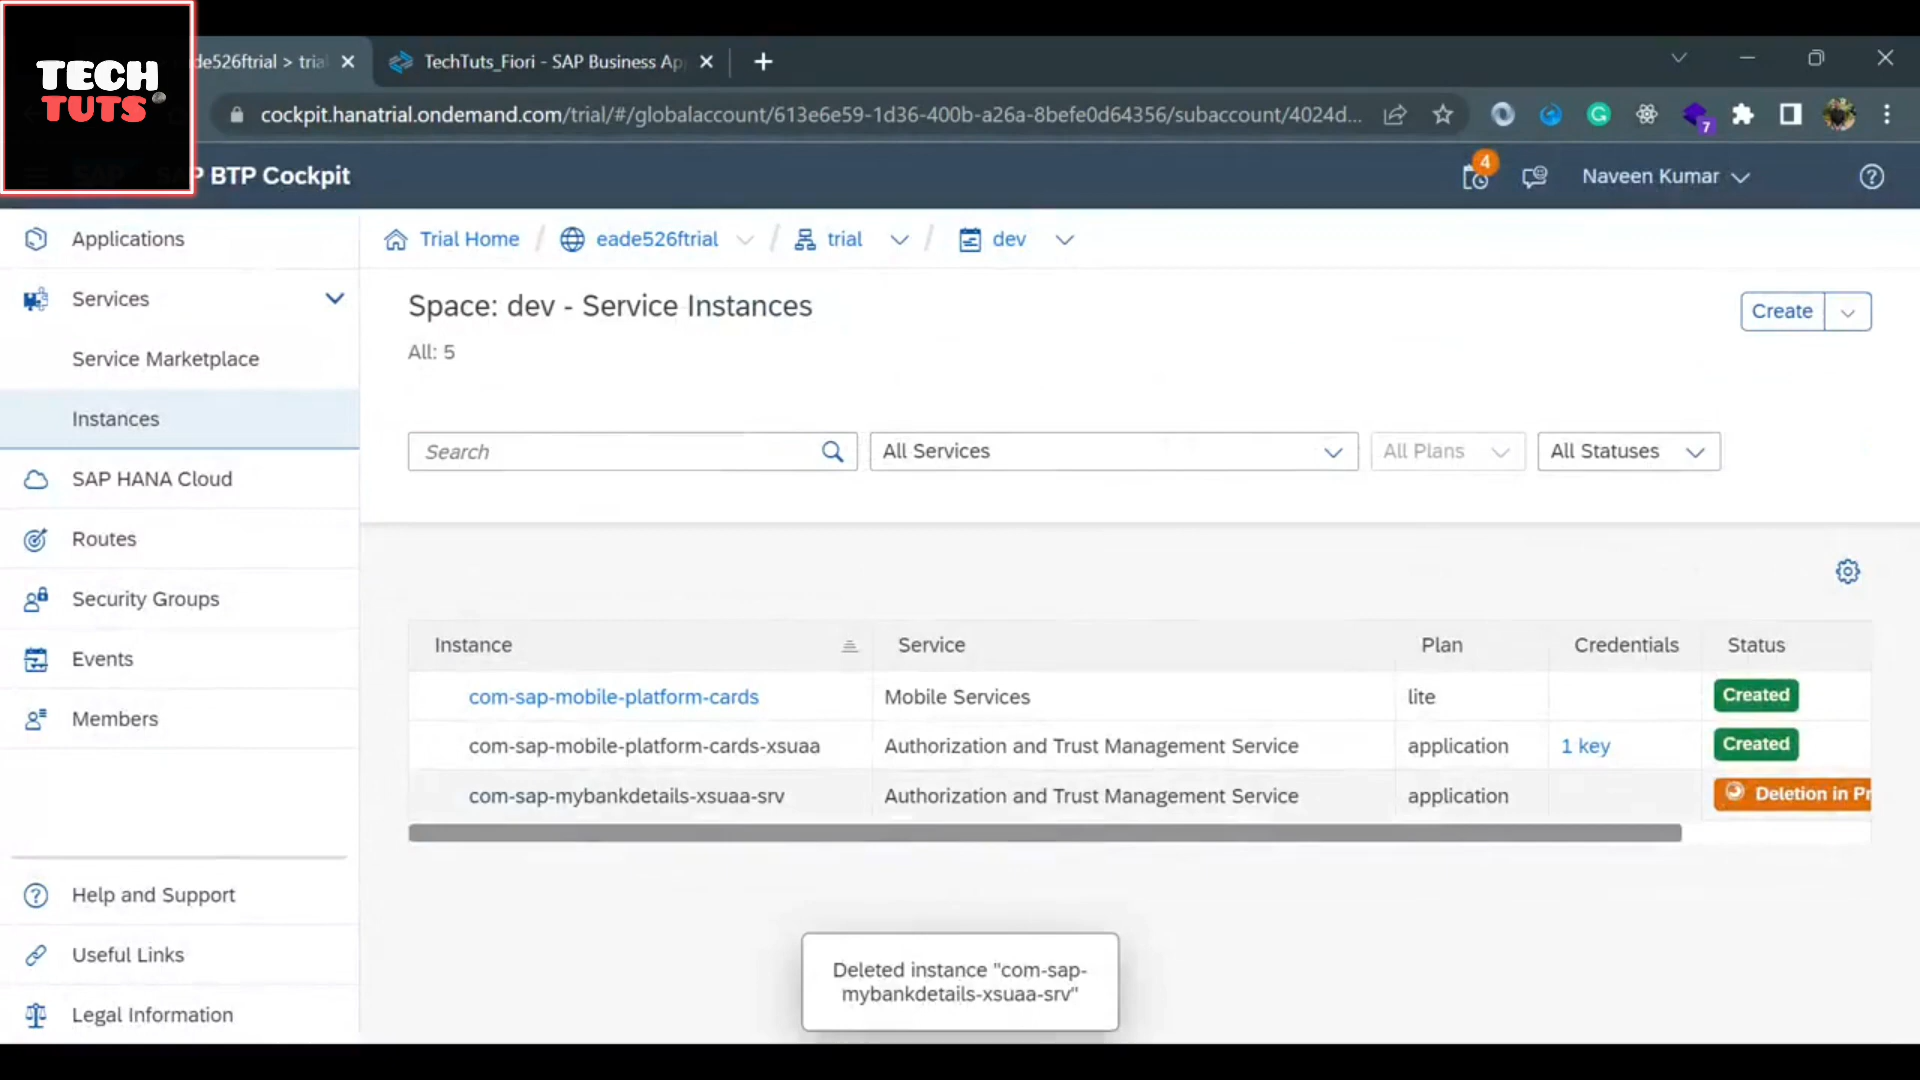 TECH
TUTS
de526ftrial > tria
TechTuts_Fiori - SAP Business Ap
cockpit.hanatrial.ondemand.com/trial/#/globalaccount/613e6e59-1d36-400b-a26a-8befe0d64356/subaccount/4024d...
7
P BTP Cockpit
4
Naveen Kumar
Applications
Services
Service Marketplace
Instances
SAP HANA Cloud
Routes
Security Groups
Events
Members
Help and Support
Useful Links
Legal Information
Trial Home / eade526ftrial / trial / dev
Space: dev - Service Instances
All: 5
Create
Search
All Services
All Plans
All Statuses
Instance Service Plan Credentials Status
com-sap-mobile-platform-cards Mobile Services lite Created
com-sap-mobile-platform-cards-xsuaa Authorization and Trust Management Service application 1 key Created
com-sap-mybankdetails-xsuaa-srv Authorization and Trust Management Service application Deletion in Pr
Deleted instance "com-sap-
mybankdetails-xsuaa-srv"